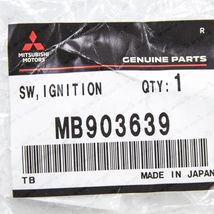 R
MITSUBISHI
MOTORS
GENUINE PARTS
SW, IGNITION QTY: 1
MB903639
TB MADE IN JAPAN